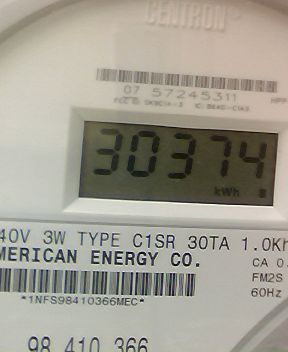 CENTRON®
07 57245311
30374
kWh
40V 3W TYPE C1SR 30TA 1.0Kh
MERICAN ENERGY CO.
CA 0.
FM2S
*1NFS98410366MEC*
60Hz
98 410 366